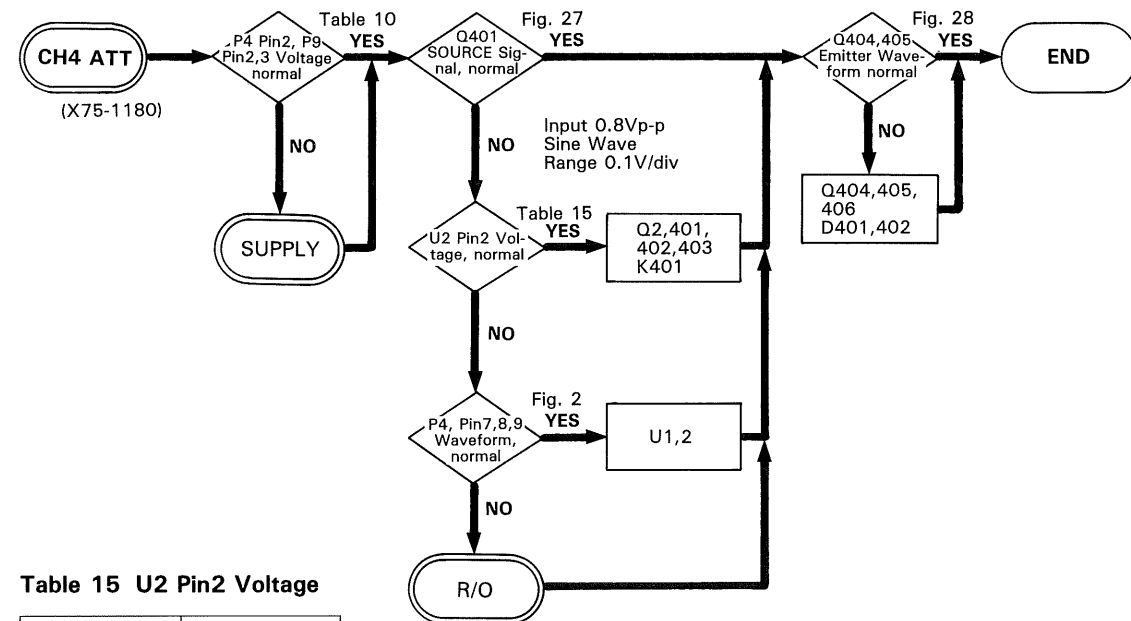 CH4 ATT
(X75-1180)
P4 Pin2, P9
Pin2,3 Voltage
normal
Table 10
YES
NO
SUPPLY
Q401
SOURCE Sig-
nal, normal
Fig. 27
YES
NO
Input 0.8Vp-p
Sine Wave
Range 0.1V/div
U2 Pin2 Vol-
tage, normal
Table 15
YES
Q2,401,
402,403
K401
NO
P4, Pin7,8,9
Waveform,
normal
Fig. 2
YES
U1,2
NO
R/O
Q404,405
Emitter Wave-
form normal
Fig. 28
YES
NO
Q404,405,
406
D401,402
END
Table 15 U2 Pin2 Voltage